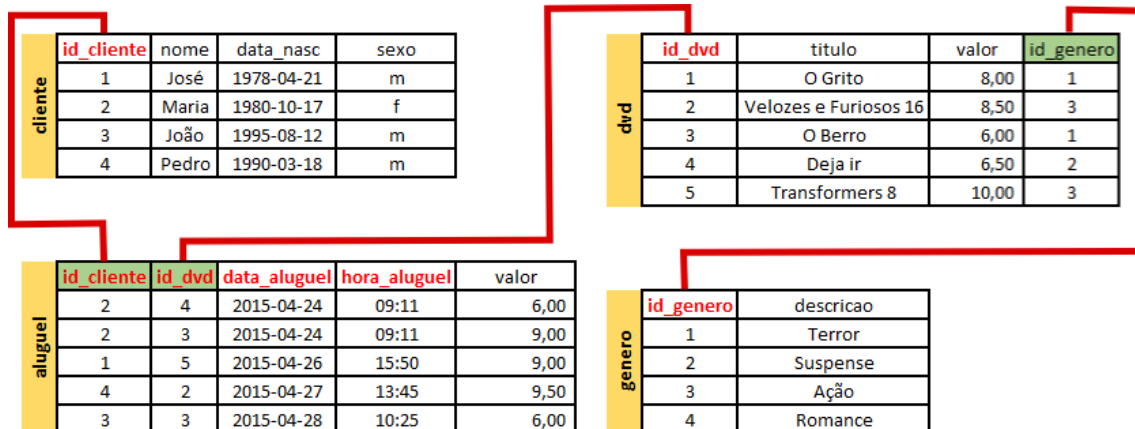 cliente
id_cliente nome data_nasc sexo
1 José 1978-04-21 m
2 Maria 1980-10-17 f
3 João 1995-08-12 m
4 Pedro 1990-03-18 m
dvd
id_dvd titulo valor id_genero
1 O Grito 8,00 1
2 Velozes e Furiosos 16 8,50 3
3 O Berro 6,00 1
4 Deja ir 6,50 2
5 Transformers 8 10,00 3
aluguel
id_cliente id_dvd data_aluguel hora_aluguel valor
2 4 2015-04-24 09:11 6,00
2 3 2015-04-24 09:11 9,00
1 5 2015-04-26 15:50 9,00
4 2 2015-04-27 13:45 9,50
3 3 2015-04-28 10:25 6,00
genero
id_genero descricao
1 Terror
2 Suspense
3 Ação
4 Romance